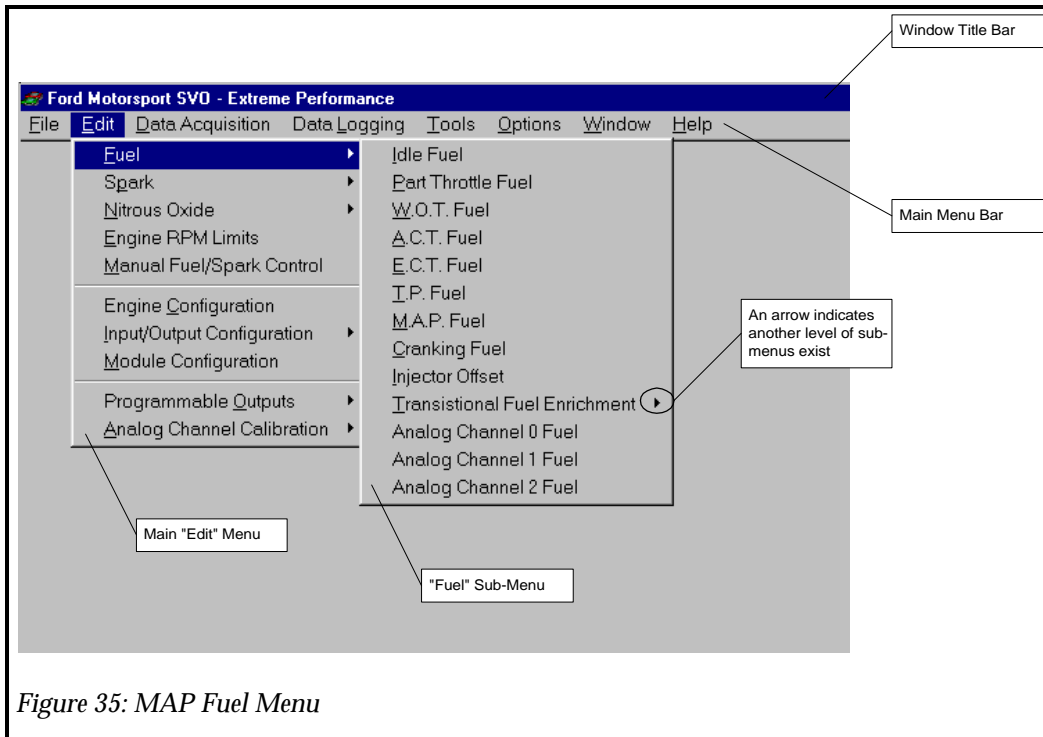 Window Title Bar
Ford Motorsport SVO - Extreme Performance
File Edit Data Acquisition Data Logging Tools Options Window Help
Fuel
Spark
Nitrous Oxide
Engine RPM Limits
Manual Fuel/Spark Control
Engine Configuration
Input/Output Configuration
Module Configuration
Programmable Outputs
Analog Channel Calibration
Idle Fuel
Part Throttle Fuel
W.O.T. Fuel
A.C.T. Fuel
E.C.T. Fuel
T.P. Fuel
M.A.P. Fuel
Cranking Fuel
Injector Offset
Transistional Fuel Enrichment
Analog Channel 0 Fuel
Analog Channel 1 Fuel
Analog Channel 2 Fuel
Main Menu Bar
An arrow indicates
another level of sub-
menus exist
Main "Edit" Menu
"Fuel" Sub-Menu
Figure 35: MAP Fuel Menu